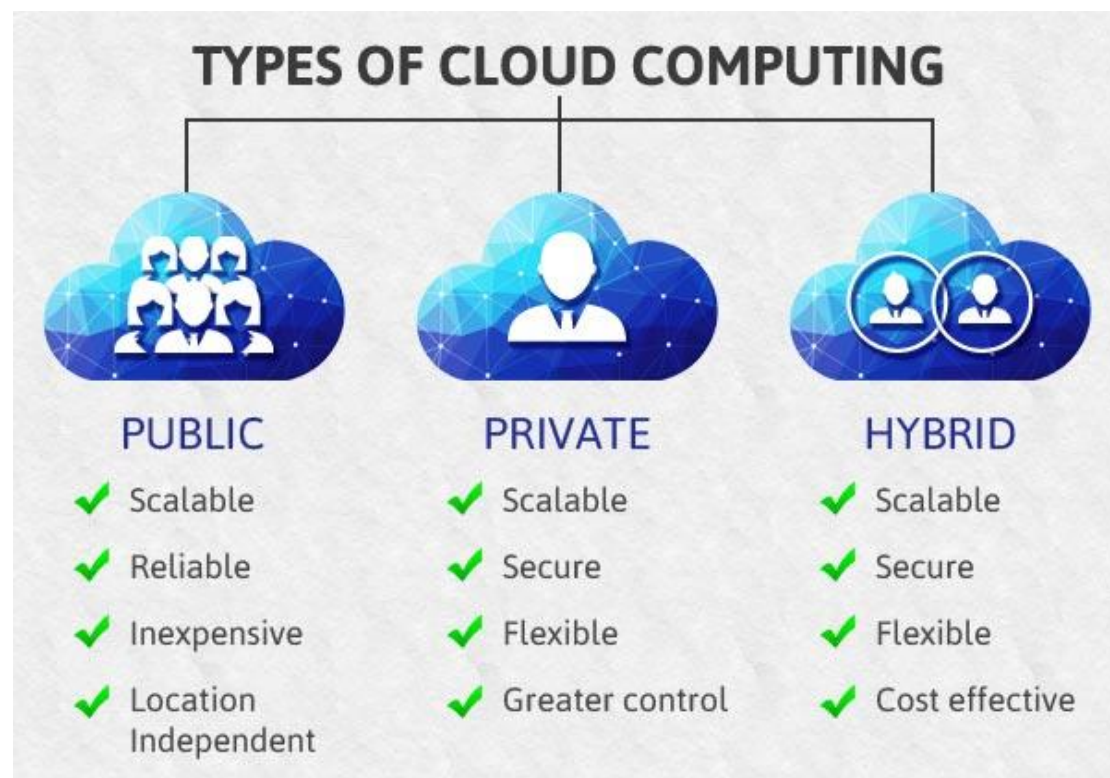 TYPES OF CLOUD COMPUTING
PUBLIC
Scalable
Reliable
Inexpensive
Location
Independent
PRIVATE
Scalable
Secure
Flexible
Greater control
HYBRID
Scalable
Secure
Flexible
Cost effective